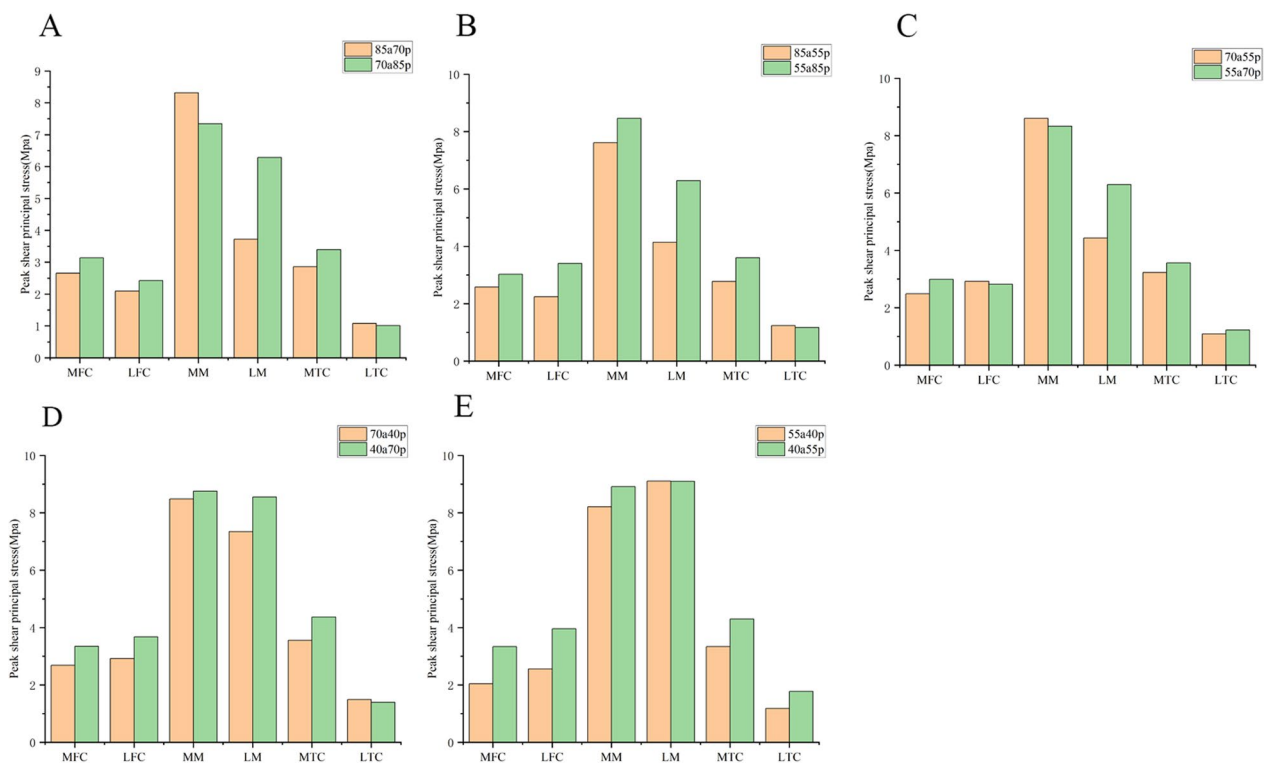 A
85a70p
70a85p
Peak shear principal stress(Mpa)
9
8
7
6
5
4
3
2
1
0
MFC LFC MM LM MTC LTC
B
85a55p
55a85p
Peak shear principal stress(Mpa)
10
8
6
4
2
0
MFC LFC MM LM MTC LTC
C
70a55p
55a70p
Peak shear principal stress(Mpa)
10
8
6
4
2
0
MFC LFC MM LM MTC LTC
D
70a40p
40a70p
Peak shear principal stress(Mpa)
10
8
6
4
2
0
MFC LFC MM LM MTC LTC
E
55a40p
40a55p
Peak shear principal stress(Mpa)
10
8
6
4
2
0
MFC LFC MM LM MTC LTC